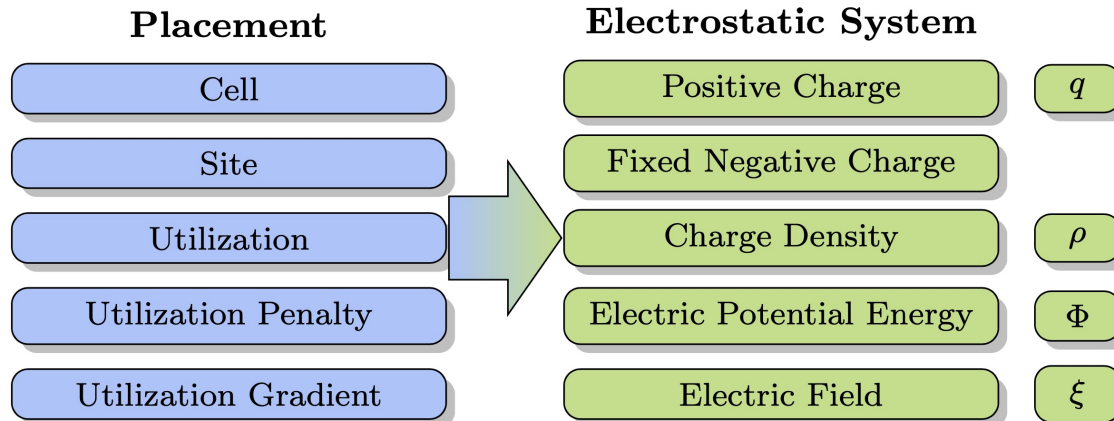 Placement Electrostatic System
Cell Positive Charge q
Site Fixed Negative Charge
Utilization Charge Density ρ
Utilization Penalty Electric Potential Energy Φ
Utilization Gradient Electric Field ξ